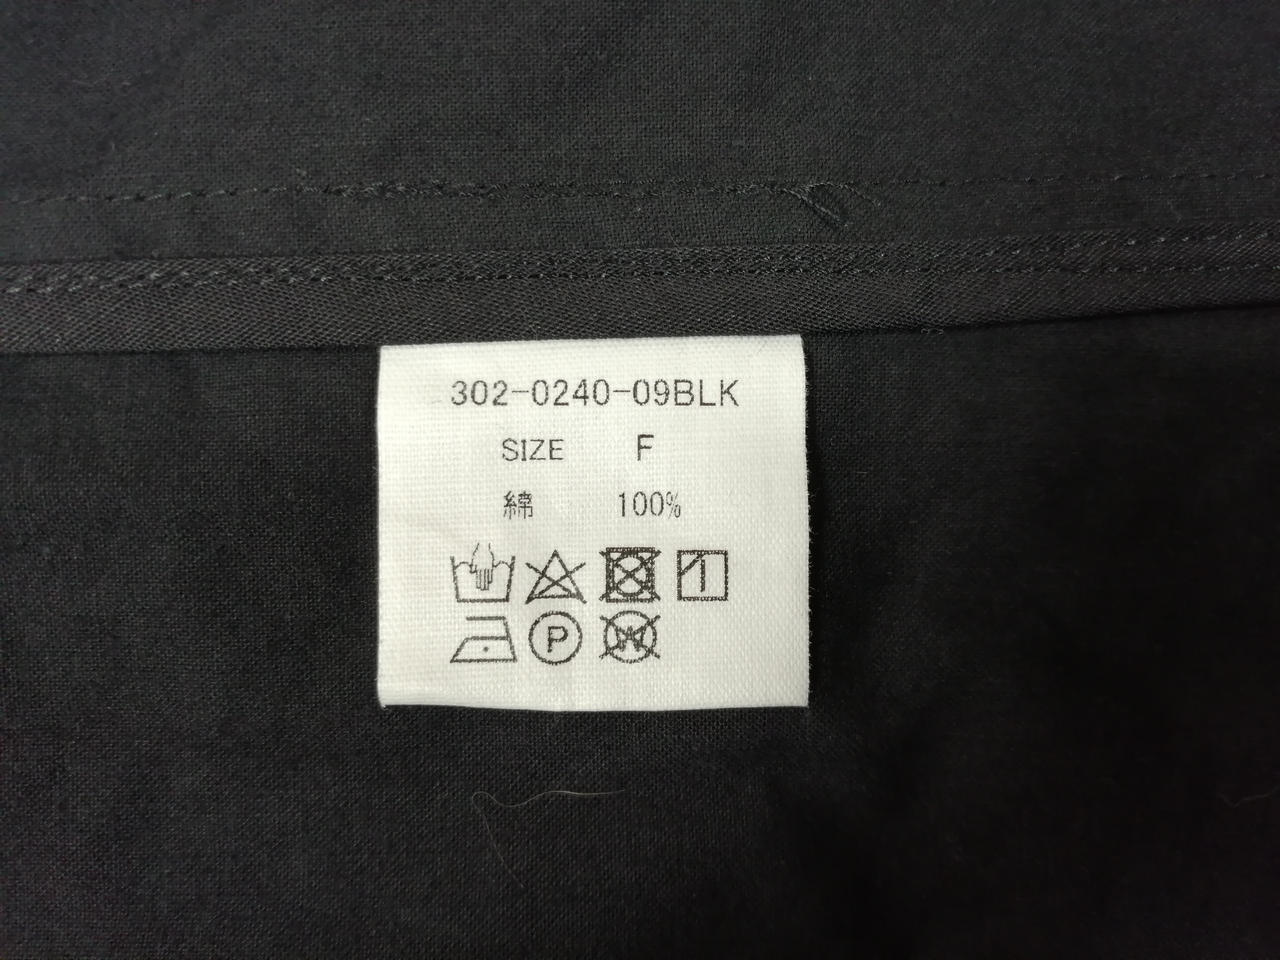 302-0240-09BLK
SIZE F
綿 100%
P
W